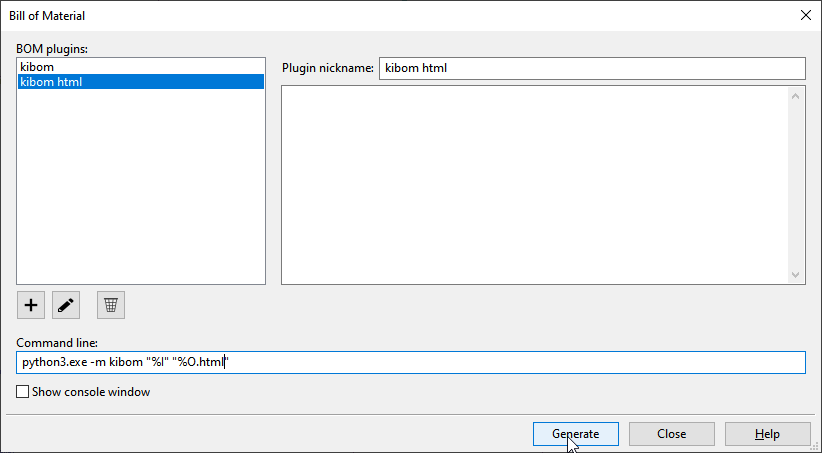 Bill of Material
BOM plugins:
kibom
kibom html
Plugin nickname: kibom html
Command line:
python3.exe -m kibom "%I" "%O.html"
Show console window
Generate Close Help